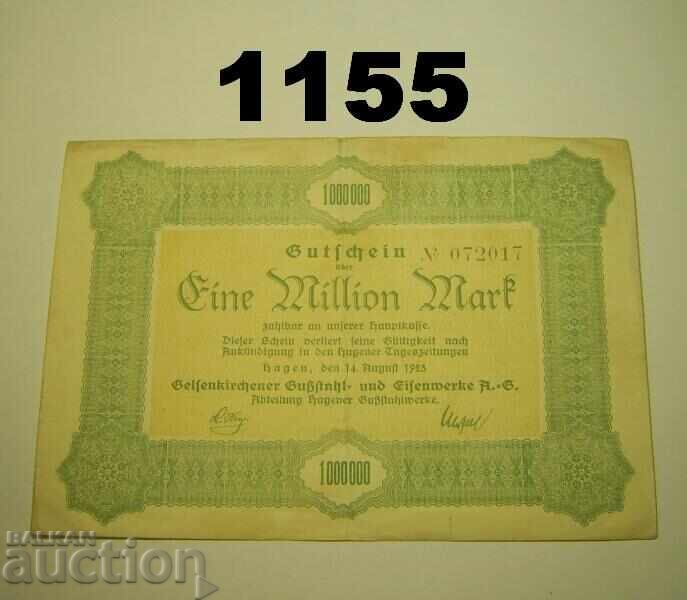 1155
1000000
Gutschein № 072017
über
Eine Million Mark
zahlbar an unserer Hauptkasse.
Dieser Schein verliert seine Gültigkeit nach
Ankündigung in den Hagener Tageszeitungen
Hagen, den 14. August 1923
Gelsenkirchener Gußstahl- und Eisenwerke A.-G.
Abteilung Hagener Gußstahlwerke.
1000000
BALKAN
auction